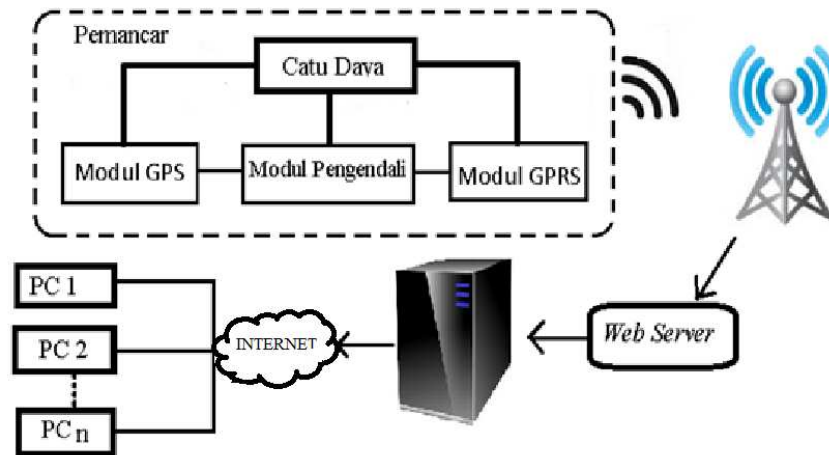 Pemancar
Catu Dava
Modul GPS
Modul Pengendali
Modul GPRS
PC 1
PC 2
PC n
INTERNET
Web Server